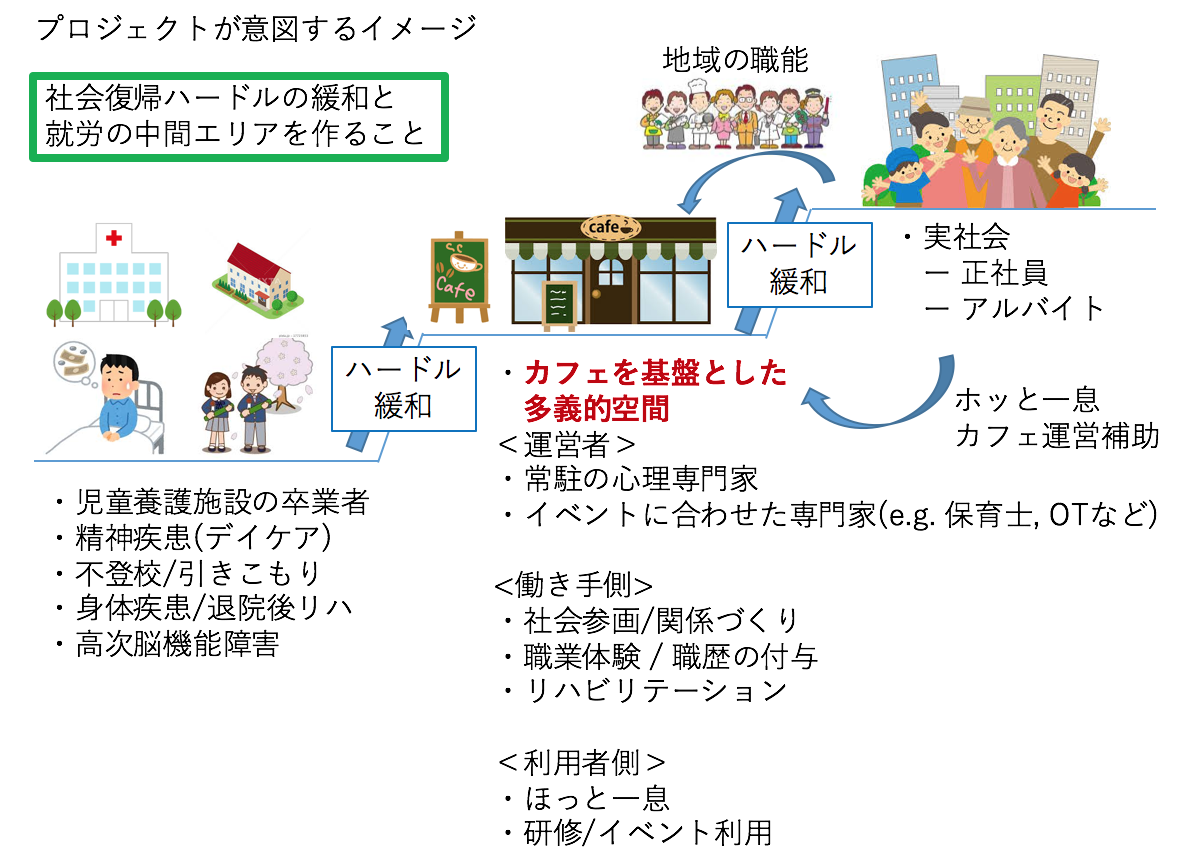 プロジェクトが意図するイメージ
社会復帰ハードルの緩和と
就労の中間エリアを作ること
地域の職能
cafe
Cafe
ハードル
緩和
ハードル
緩和
・実社会
ー 正社員
ー アルバイト
ホッと一息
カフェ運営補助
・児童養護施設の卒業者
・精神疾患(デイケア)
・不登校/引きこもり
・身体疾患/退院後リハ
・高次脳機能障害
・カフェを基盤とした
多義的空間
＜運営者＞
・常駐の心理専門家
・イベントに合わせた専門家(e.g. 保育士, OTなど)
<働き手側>
・社会参画/関係づくり
・職業体験 / 職歴の付与
・リハビリテーション
＜利用者側＞
・ほっと一息
・研修/イベント利用